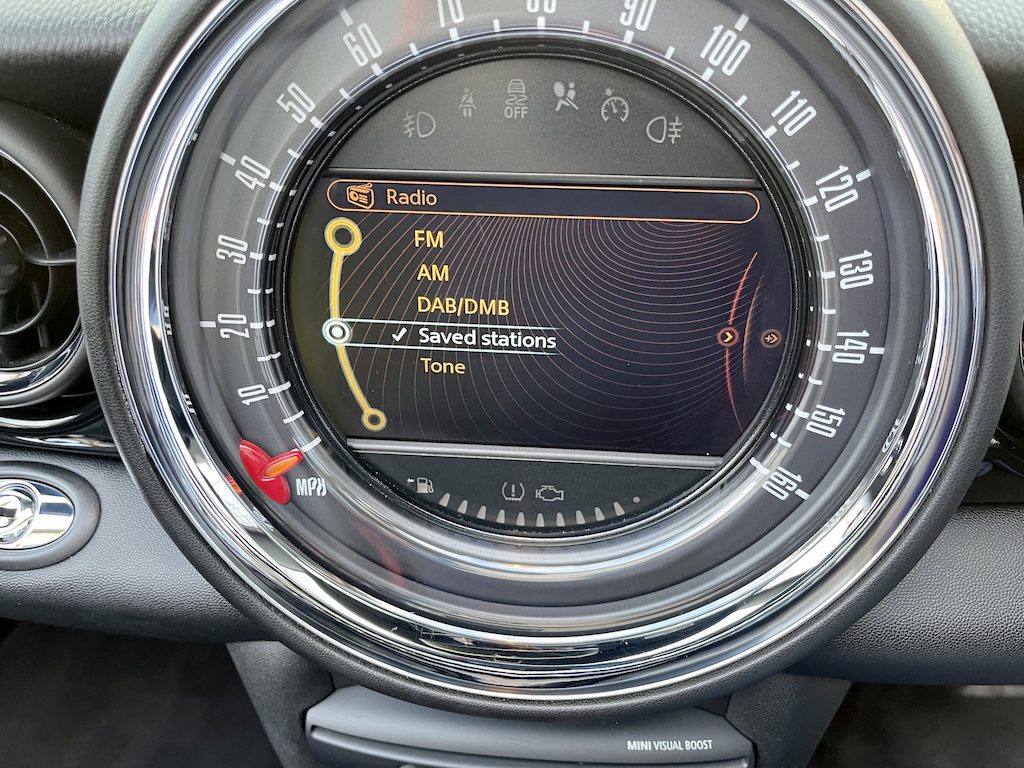 70
80
90
60
100
50
110
OFF
40
120
Radio
FM
30
AM
130
DAB/DMB
20
✓ Saved stations
140
Tone
10
150
MPH
160
MINI VISUAL BOOST